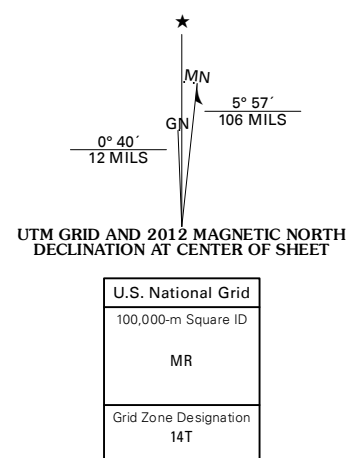 ★
MN
5° 57´
106 MILS
GN
0° 40´
12 MILS
UTM GRID AND 2012 MAGNETIC NORTH
DECLINATION AT CENTER OF SHEET
U.S. National Grid
100,000-m Square ID
MR
Grid Zone Designation
14T